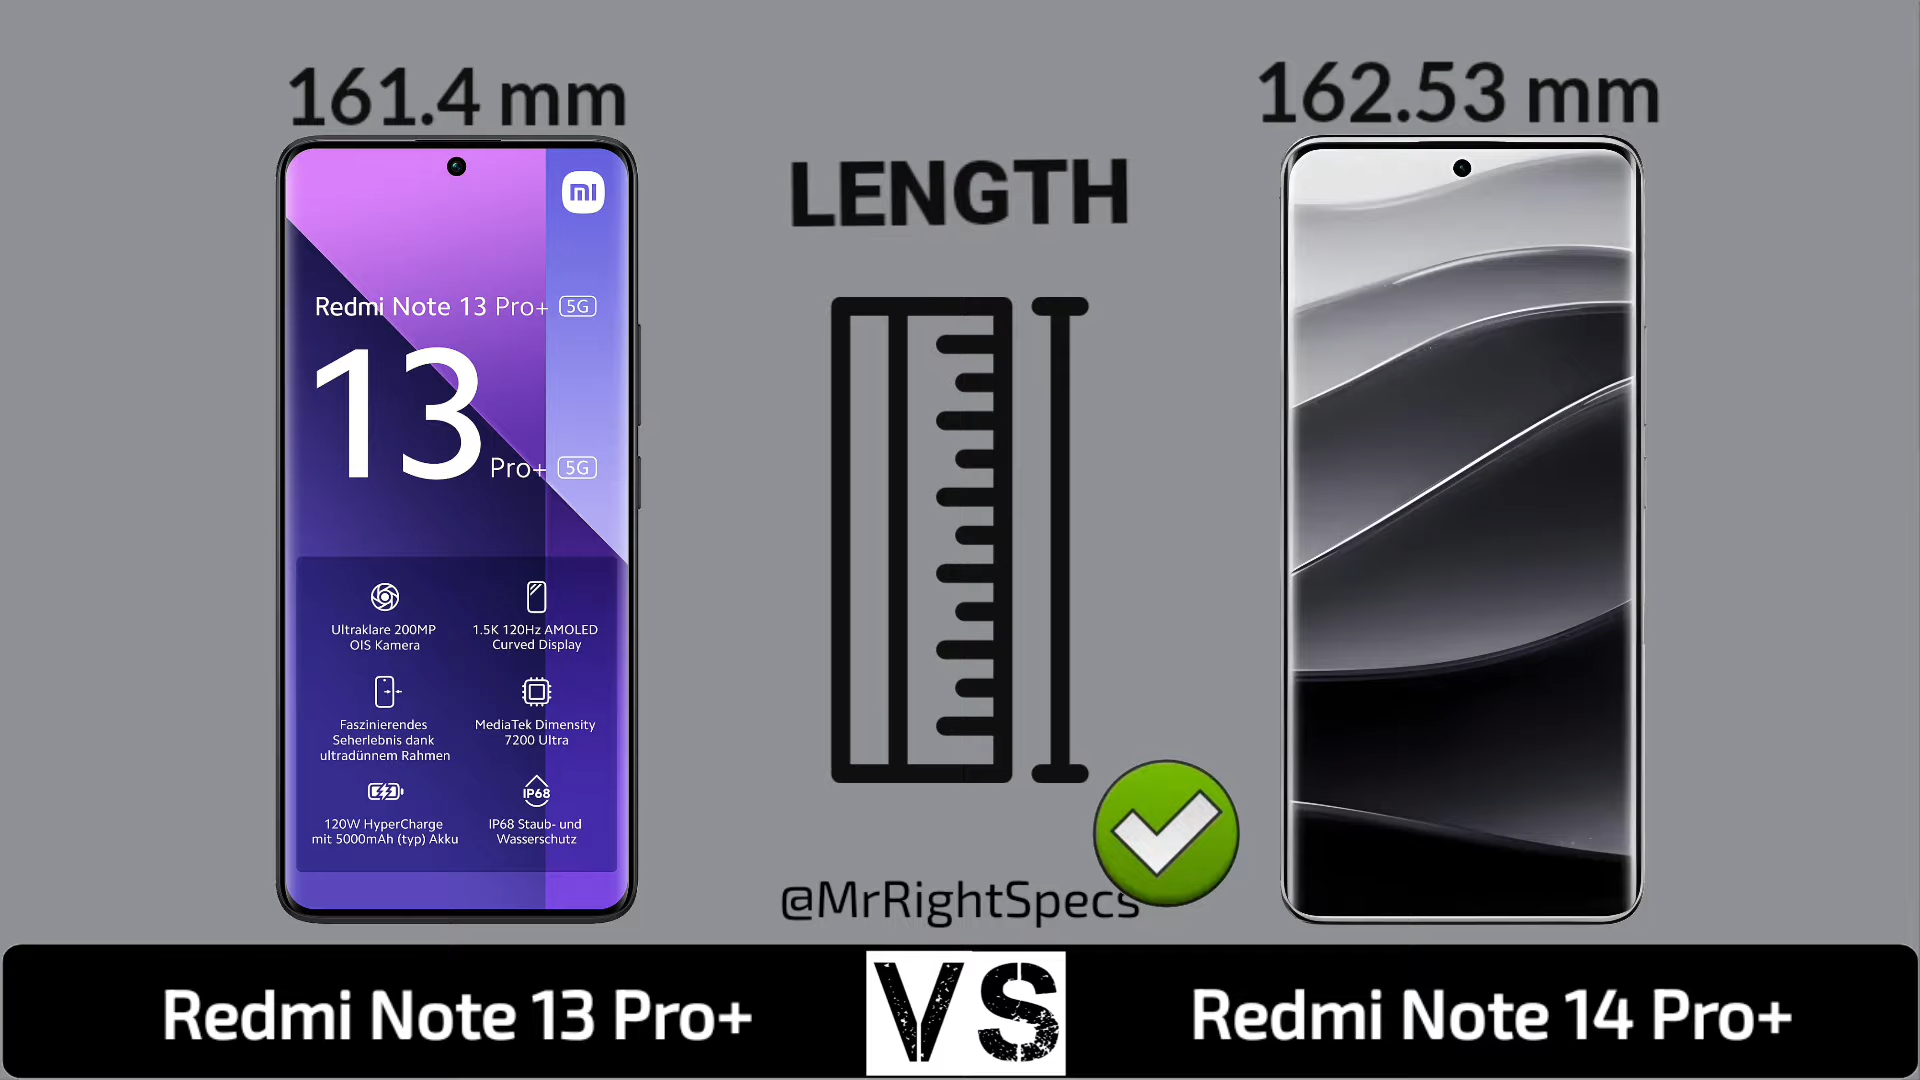 161.4 mm
162.53 mm
LENGTH
mi
Redmi Note 13 Pro+ 5G
13 Pro+ 5G
Ultraklare 200MP
OIS Kamera
1.5K 120Hz AMOLED
Curved Display
Faszinierendes
Seherlebnis dank
ultradünnem Rahmen
MediaTek Dimensity
7200 Ultra
120W HyperCharge
mit 5000mAh (typ) Akku
IP68
IP68 Staub- und
Wasserschutz
@MrRightSpecs
Redmi Note 13 Pro+
VS
Redmi Note 14 Pro+